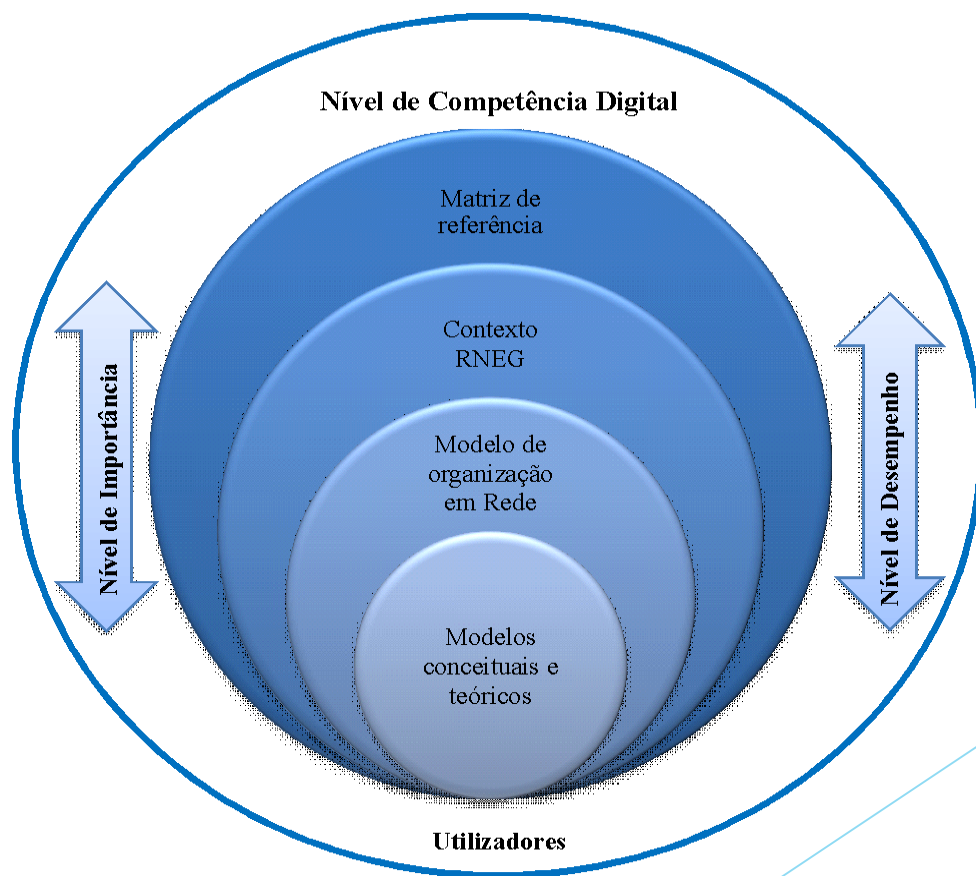 Nível de Competência Digital
Matriz de
referência
Contexto
RNEG
Modelo de
organização
em Rede
Modelos
conceituais e
teóricos
Nível de Importância
Nível de Desempenho
Utilizadores